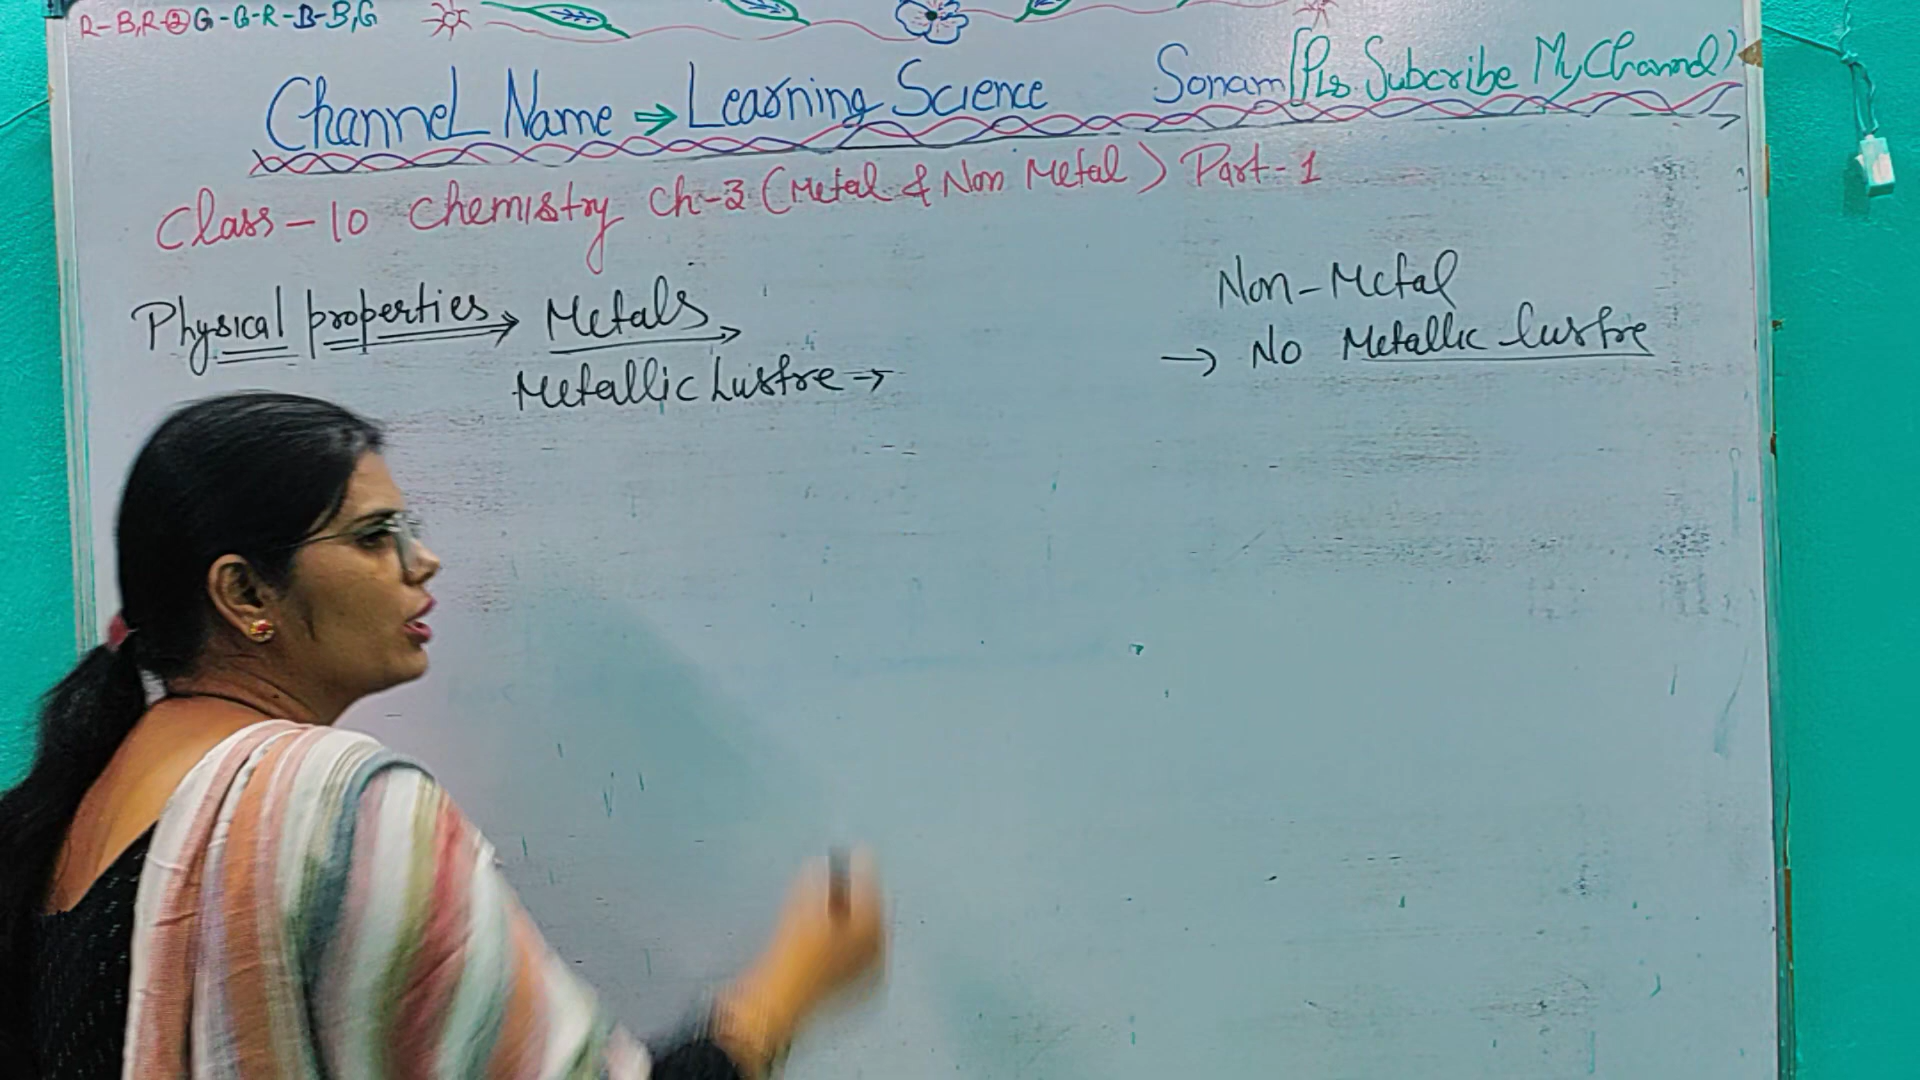 R-B,R-②G-G-R-B-B,G
Channel Name ⇒ Learning Science Sonam (Pls. Subcribe My Channel)
Class-10 Chemistry Ch-3 (Metal & Non Metal) Part-1
Physical properties → Metals
Metallic Lustre →
Non-Metal
→ No Metallic lustre